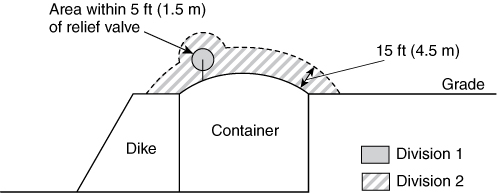 Area within 5 ft (1.5 m)
of relief valve
15 ft (4.5 m)
Grade
Container
Dike
Division 1
Division 2